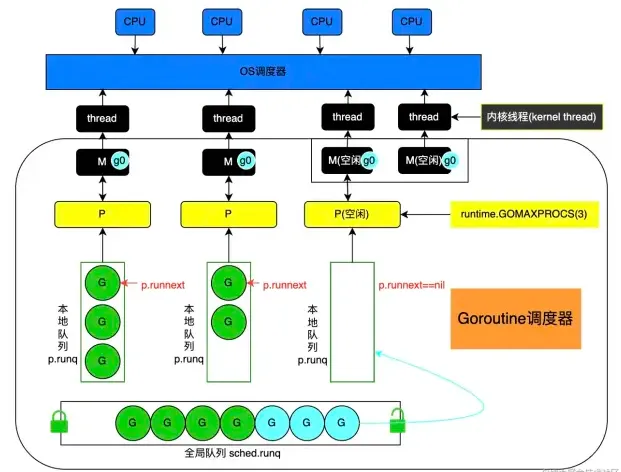 CPU
CPU
CPU
CPU
OS调度器
thread
thread
thread
thread
内核线程(kernel thread)
M
g0
M
g0
M(空闲)
g0
M(空闲)
g0
P
P
P(空闲)
runtime.GOMAXPROCS(3)
G
p.runnext
G
p.runnext
p.runnext==nil
本
地
队
列
p.runq
G
G
本
地
队
列
p.runq
G
本
地
队
列
p.runq
Goroutine调度器
G
G
G
G
G
G
G
全局队列 sched.runq